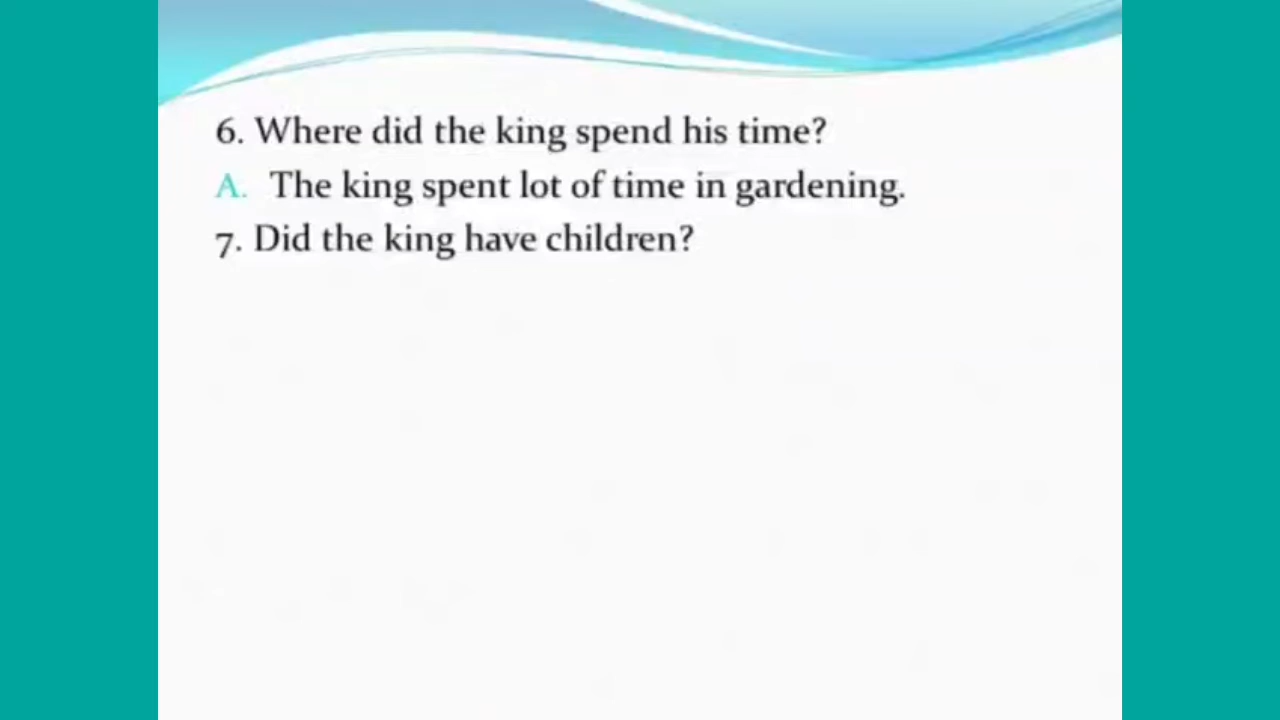 6. Where did the king spend his time?
A. The king spent lot of time in gardening.
7. Did the king have children?